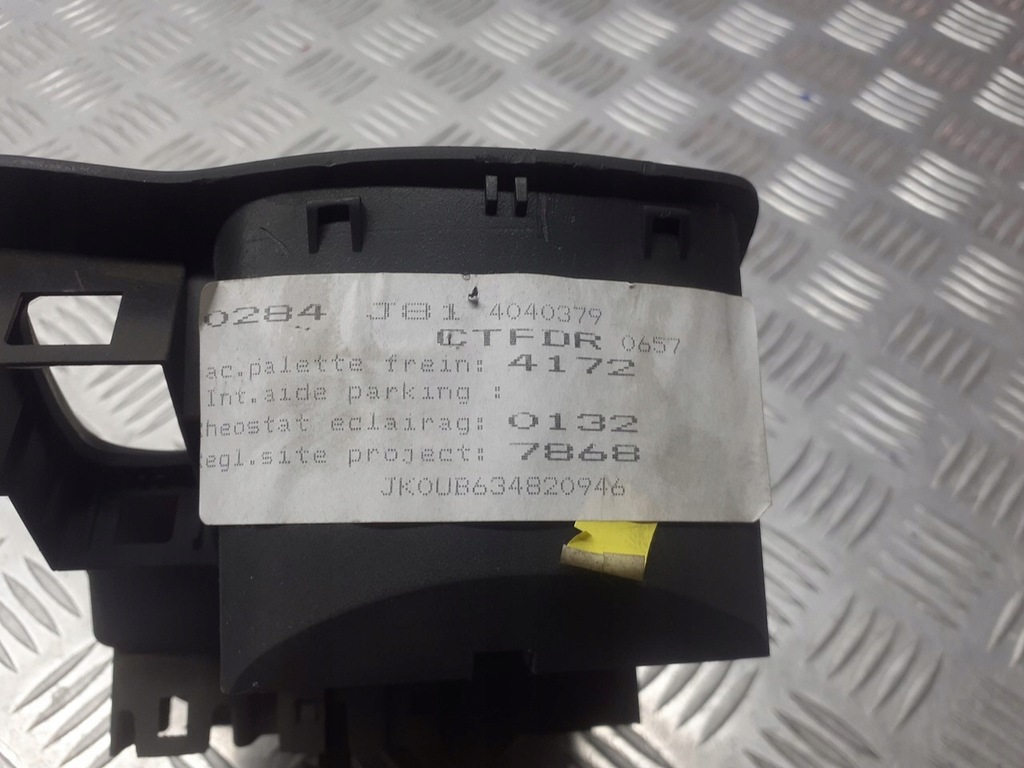 0284 J81 4040379
CTFDR 0657
ac.palette frein: 4172
Int.aide parking :
heostat eclairag: 0132
egl.site project: 7868
JK0UB634820946